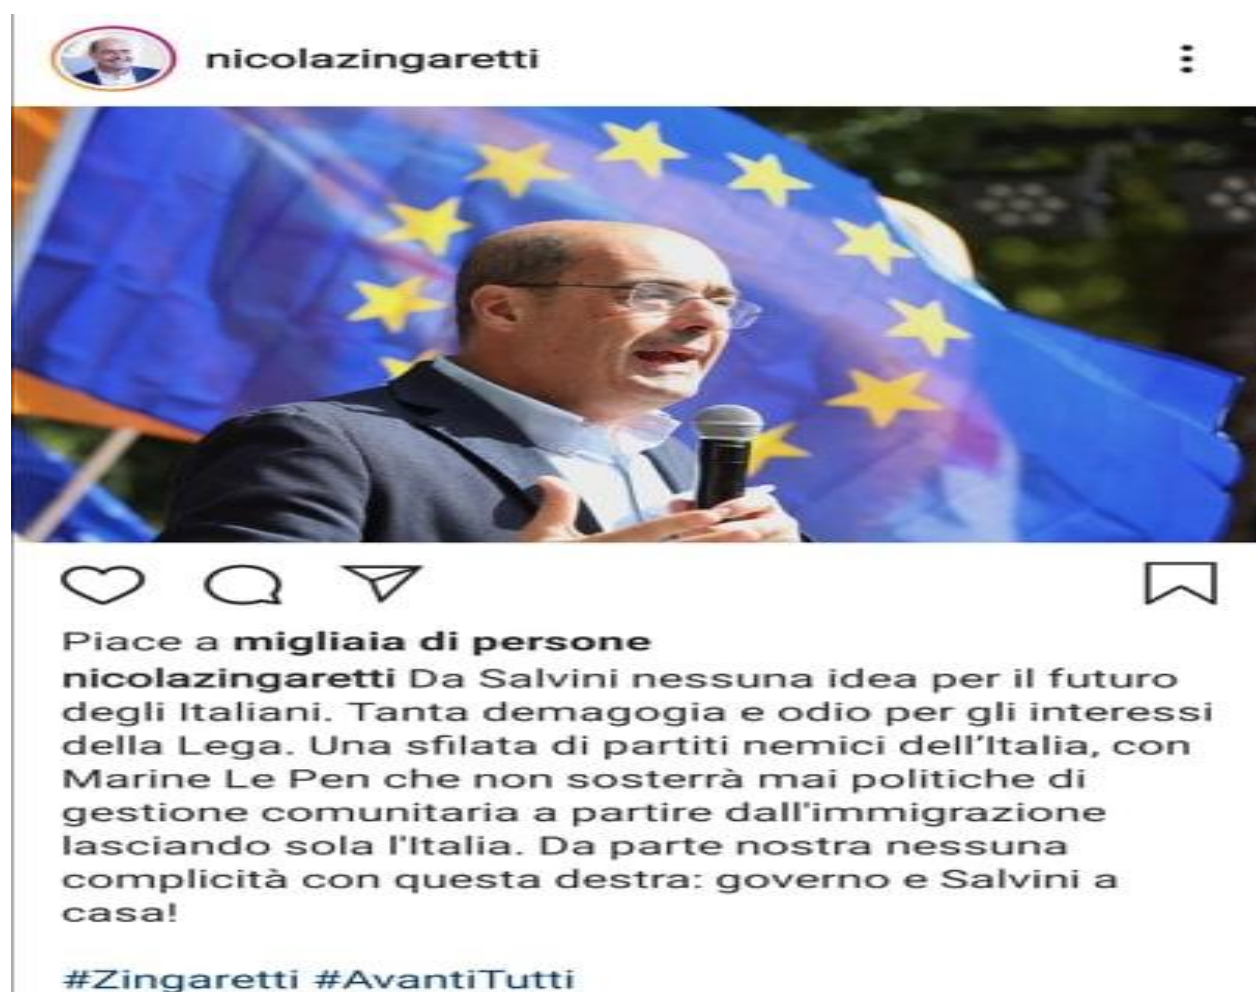 nicolazingaretti
Piace a migliaia di persone
nicolazingaretti Da Salvini nessuna idea per il futuro
degli Italiani. Tanta demagogia e odio per gli interessi
della Lega. Una sfilata di partiti nemici dell'Italia, con
Marine Le Pen che non sosterrà mai politiche di
gestione comunitaria a partire dall'immigrazione
lasciando sola l'Italia. Da parte nostra nessuna
complicità con questa destra: governo e Salvini a
casa!
#Zingaretti #AvantiTutti